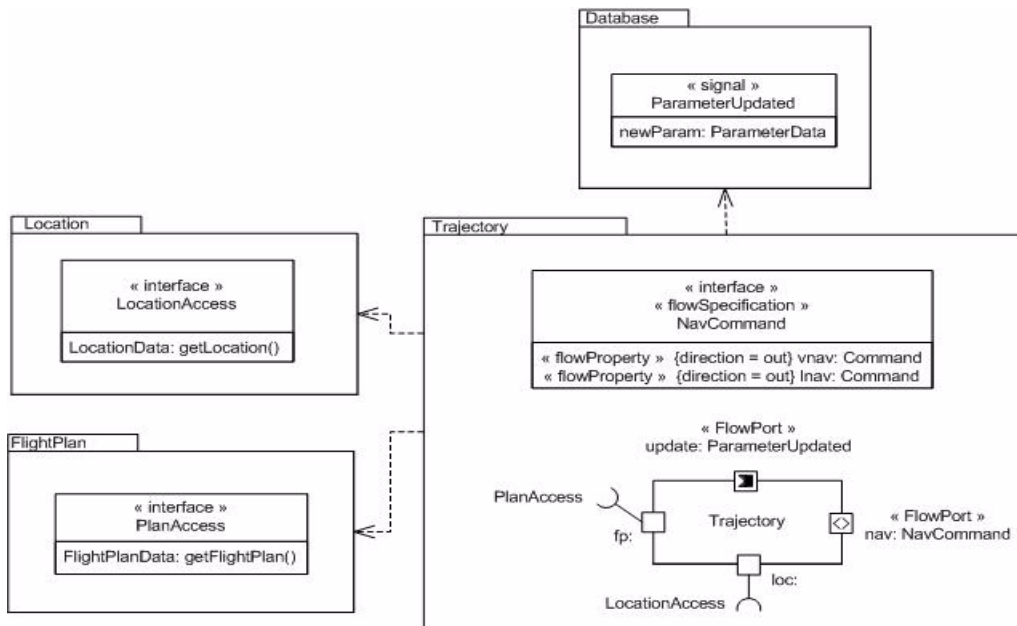 Database
« signal »
ParameterUpdated
newParam: ParameterData
Location
« interface »
LocationAccess
LocationData: getLocation()
Trajectory
« interface »
« flowSpecification »
NavCommand
« flowProperty » {direction = out} vnav: Command
« flowProperty » {direction = out} lnav: Command
FlightPlan
« interface »
PlanAccess
FlightPlanData: getFlightPlan()
« FlowPort »
update: ParameterUpdated
PlanAccess
fp:
Trajectory
« FlowPort »
nav: NavCommand
loc:
LocationAccess